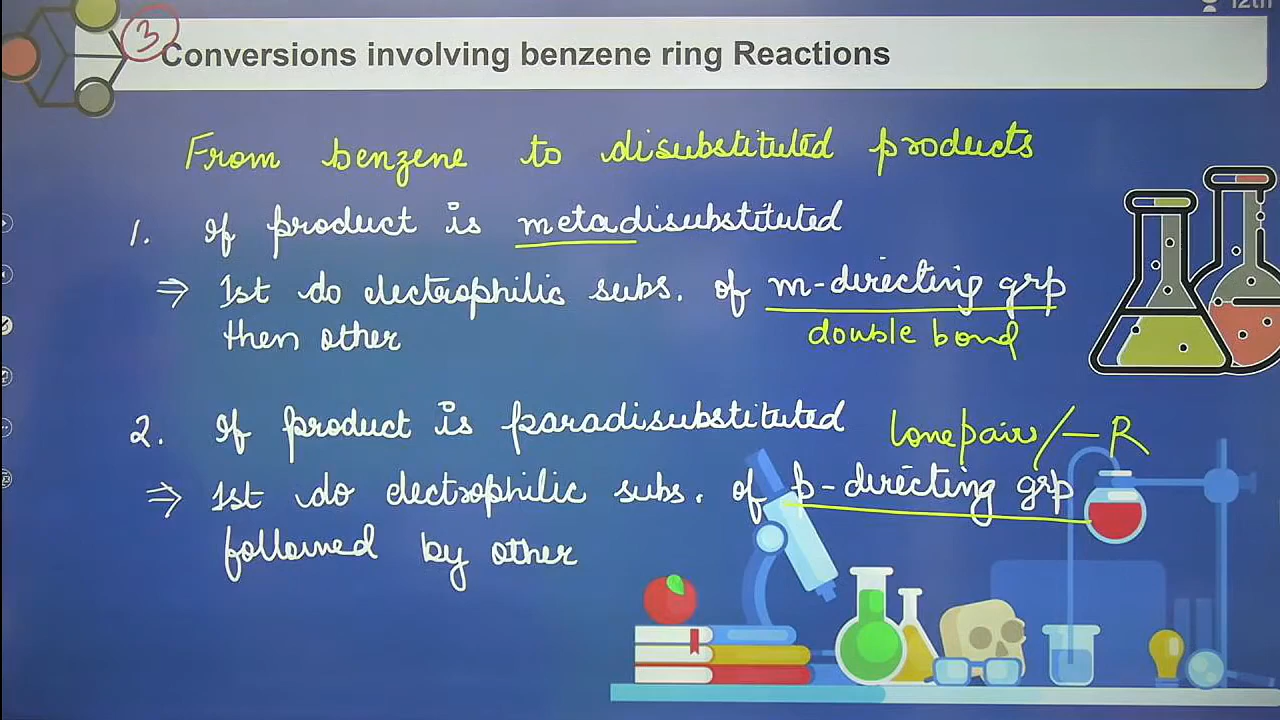 12th
3
Conversions involving benzene ring Reactions
From benzene to disubstituted products
1. If product is metadisubstituted
⇒ 1st do electrophilic subs. of m-directing grp
then other
double bond
2. If product is paradisubstituted
lone pair/-R
⇒ 1st do electrophilic subs. of p-directing grp
followed by other